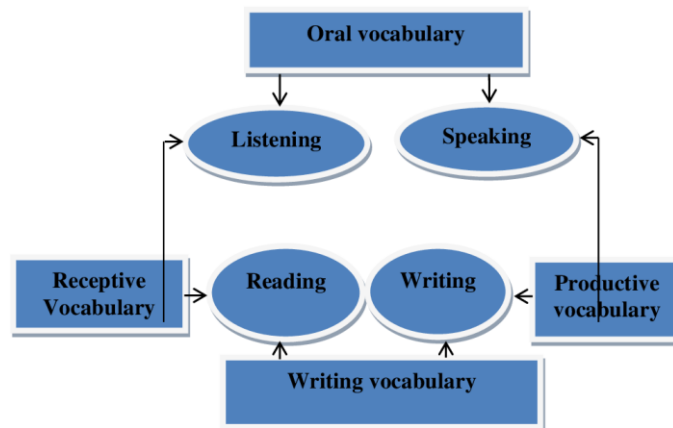 Oral vocabulary
Listening
Speaking
Receptive
Vocabulary
Reading
Writing
Productive
vocabulary
Writing vocabulary